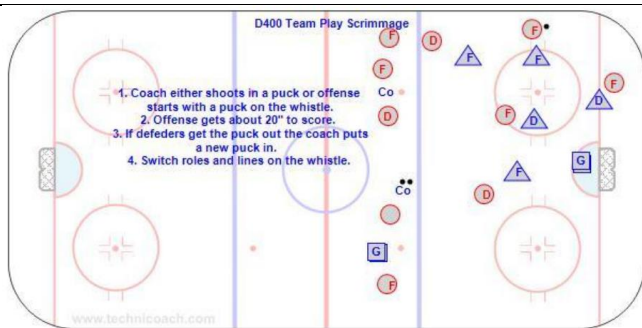 D400 Team Play Scrimmage
F
F
D
F
F
F
F
1. Coach either shoots in a puck or offense
starts with a puck on the whistle.
Co
D
2. Offense gets about 20" to score.
D
F
D
3. If defeders get the puck out the coach puts
a new puck in.
G
4. Switch roles and lines on the whistle.
F
Co
D
G
F
www.technicoach.com